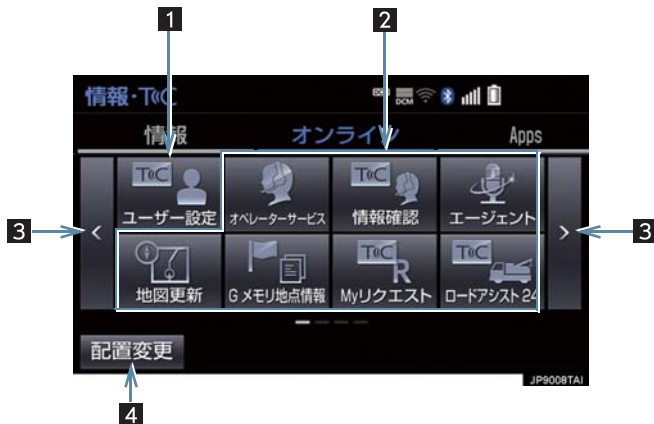 1 2
情報・T@C
DCM
情報 オンライン Apps
T@C T@C
ユーザー設定 オペレーターサービス 情報確認 エージェント
3 < > 3
T@C R T@C
地図更新 Gメモリ地点情報 Myリクエスト ロードアシスト24
配置変更
JP9008TAI
4